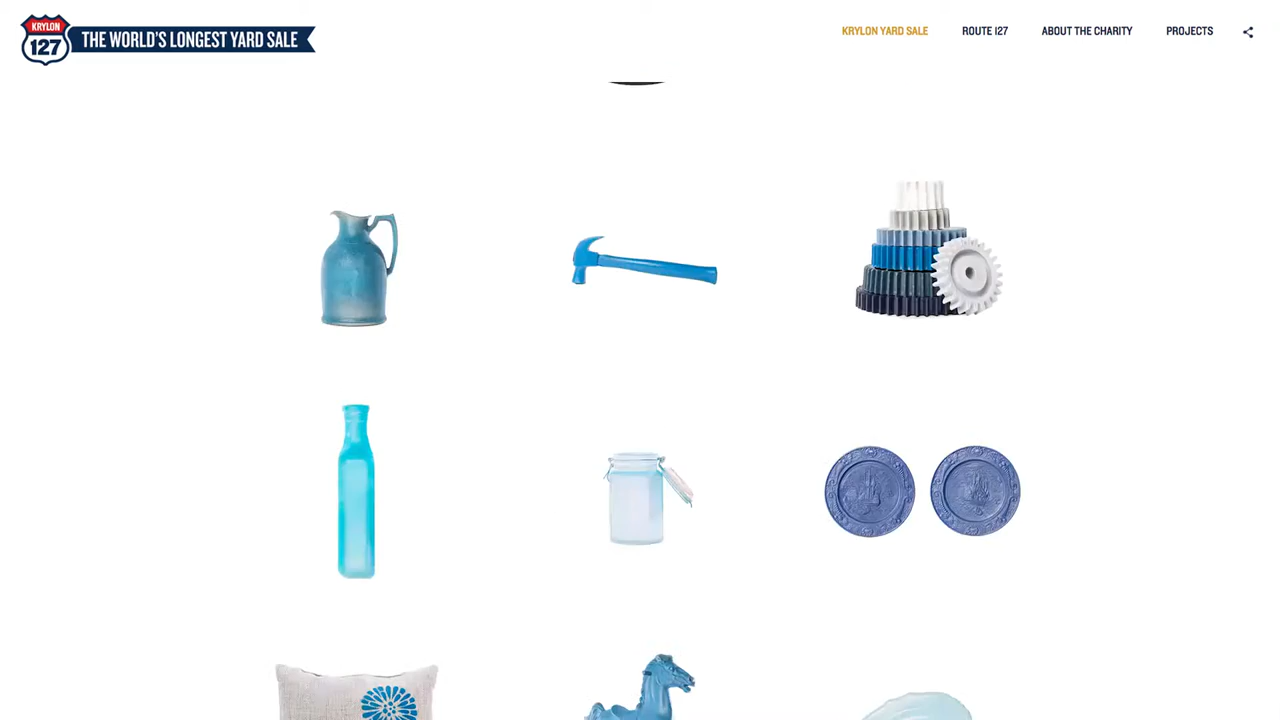 KRYLON
127
THE WORLD'S LONGEST YARD SALE
KRYLON YARD SALE
ROUTE 127
ABOUT THE CHARITY
PROJECTS